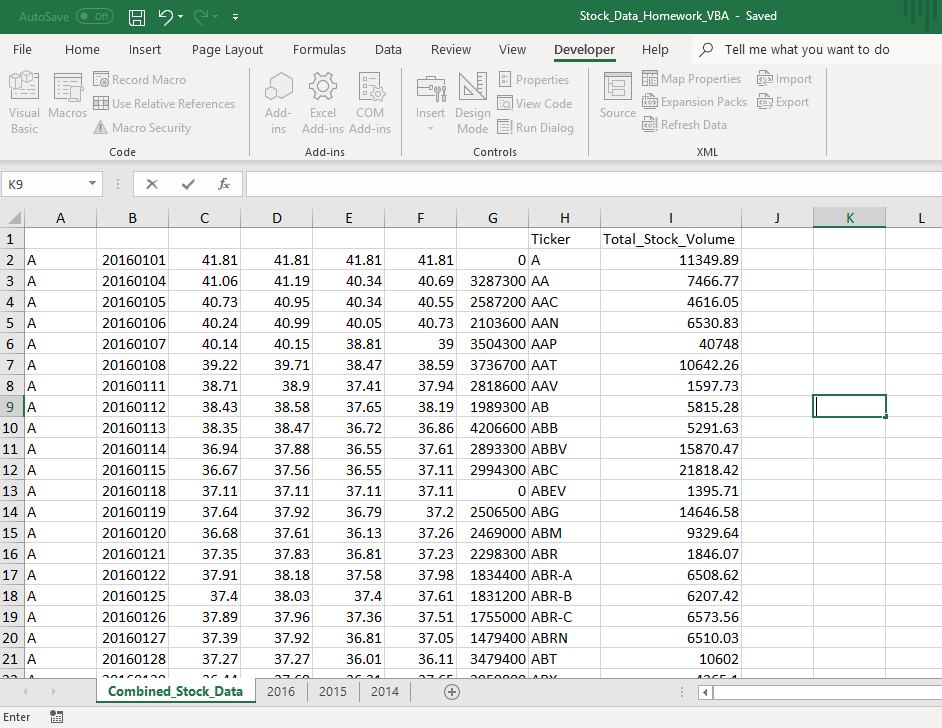 AutoSave Off Stock_Data_Homework_VBA - Saved
File Home Insert Page Layout Formulas Data Review View Developer Help Tell me what you want to do
Visual Basic Macros Record Macro Use Relative References Macro Security Add-ins Excel Add-ins COM Add-ins Insert Design Mode Properties View Code Run Dialog Source Map Properties Expansion Packs Refresh Data Import Export
Code Add-ins Controls XML
K9 fx
A B C D E F G H I J K L
1 Ticker Total_Stock_Volume
2 A 20160101 41.81 41.81 41.81 41.81 0 A 11349.89
3 A 20160104 41.06 41.19 40.34 40.69 3287300 AA 7466.77
4 A 20160105 40.73 40.95 40.34 40.55 2587200 AAC 4616.05
5 A 20160106 40.24 40.99 40.05 40.73 2103600 AAN 6530.83
6 A 20160107 40.14 40.15 38.81 39 3504300 AAP 40748
7 A 20160108 39.22 39.71 38.47 38.59 3736700 AAT 10642.26
8 A 20160111 38.71 38.9 37.41 37.94 2818600 AAV 1597.73
9 A 20160112 38.43 38.58 37.65 38.19 1989300 AB 5815.28
10 A 20160113 38.35 38.47 36.72 36.86 4206600 ABB 5291.63
11 A 20160114 36.94 37.88 36.55 37.61 2893300 ABBV 15870.47
12 A 20160115 36.67 37.56 36.55 37.11 2994300 ABC 21818.42
13 A 20160118 37.11 37.11 37.11 37.11 0 ABEV 1395.71
14 A 20160119 37.64 37.92 36.79 37.2 2506500 ABG 14646.58
15 A 20160120 36.68 37.61 36.13 37.26 2469000 ABM 9329.64
16 A 20160121 37.35 37.83 36.81 37.23 2298300 ABR 1846.07
17 A 20160122 37.91 38.18 37.58 37.98 1834400 ABR-A 6508.62
18 A 20160125 37.4 38.03 37.4 37.61 1831200 ABR-B 6207.42
19 A 20160126 37.89 37.96 37.36 37.51 1755000 ABR-C 6573.56
20 A 20160127 37.39 37.92 36.81 37.05 1479400 ABRN 6510.03
21 A 20160128 37.27 37.27 36.01 36.11 3479400 ABT 10602
Combined_Stock_Data 2016 2015 2014
Enter